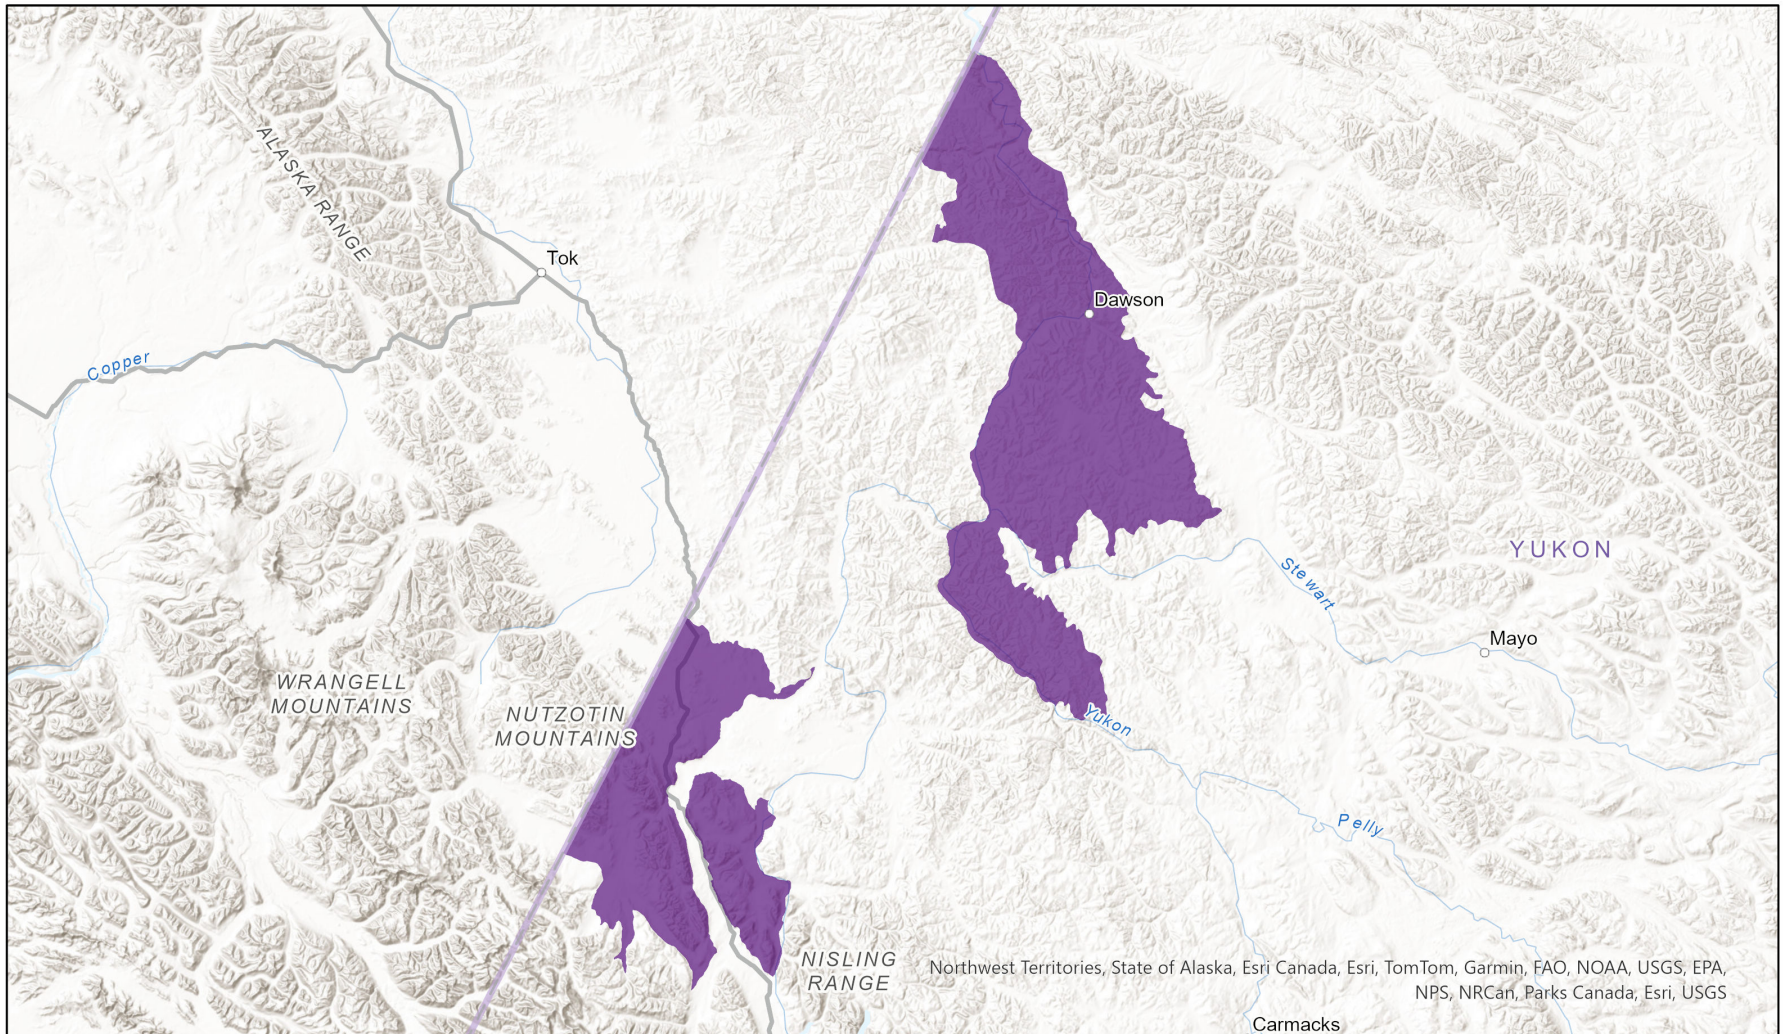 ALASKA RANGE
Tok
Dawson
Copper
YUKON
Stewart
Mayo
WRANGELL
MOUNTAINS
NUTZOTIN
MOUNTAINS
Yukon
Pelly
NISLING
RANGE
Northwest Territories, State of Alaska, Esri Canada, Esri, TomTom, Garmin, FAO, NOAA, USGS, EPA,
NPS, NRCan, Parks Canada, Esri, USGS
Carmacks